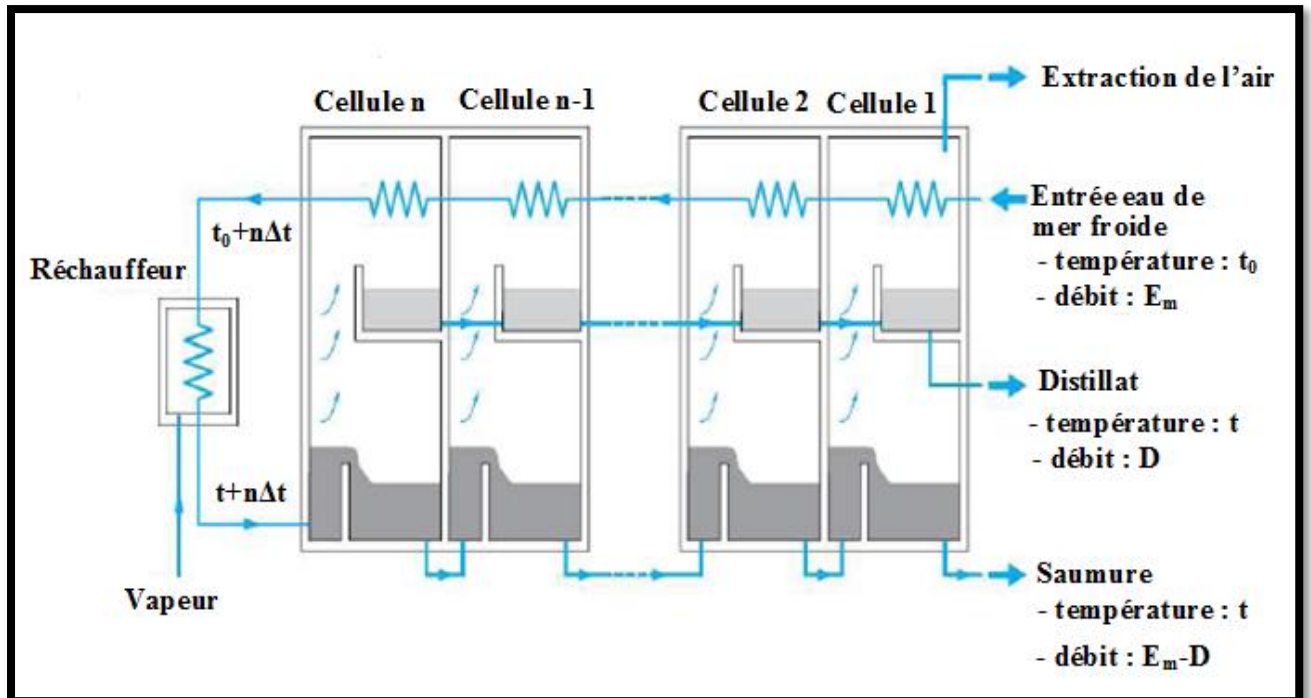 Extraction de l'air
Cellule n
Cellule n-1
Cellule 2
Cellule 1
Entrée eau de
mer froide
- température : t₀
- débit : Eₘ
t₀+nΔt
Réchauffeur
Distillat
- température : t
- débit : D
t+nΔt
Vapeur
Saumure
- température : t
- débit : Eₘ-D